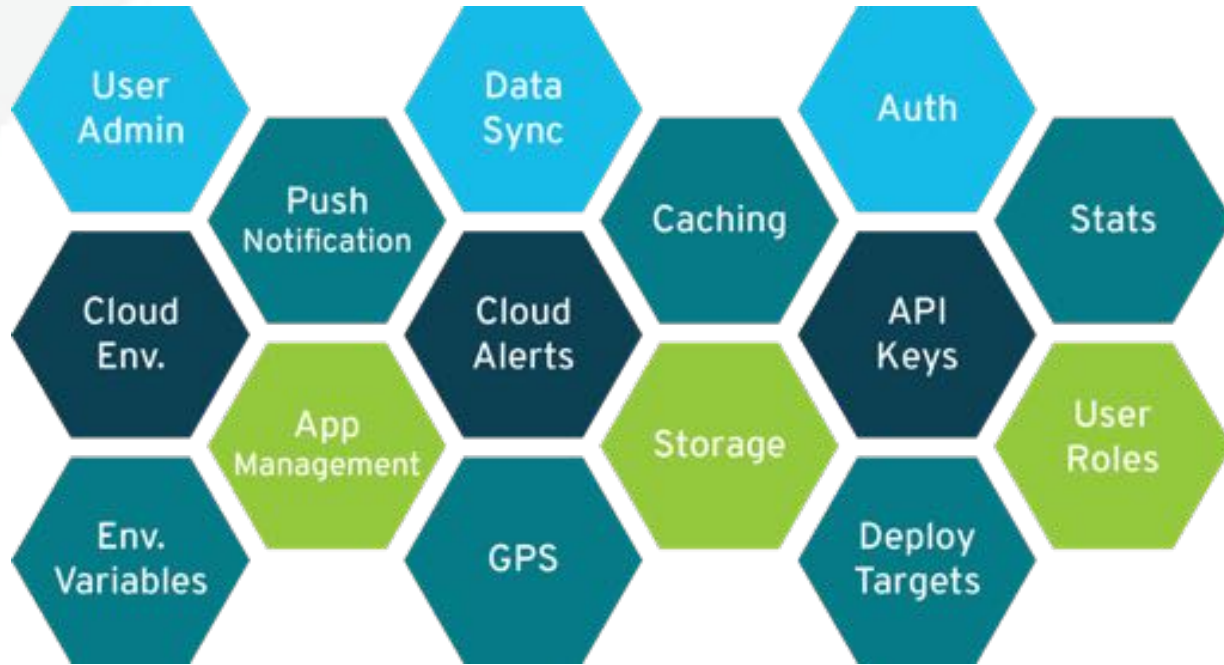 User
Admin
Data
Sync
Auth
Push
Notification
Caching
Stats
Cloud
Env.
Cloud
Alerts
API
Keys
App
Management
Storage
User
Roles
Env.
Variables
GPS
Deploy
Targets